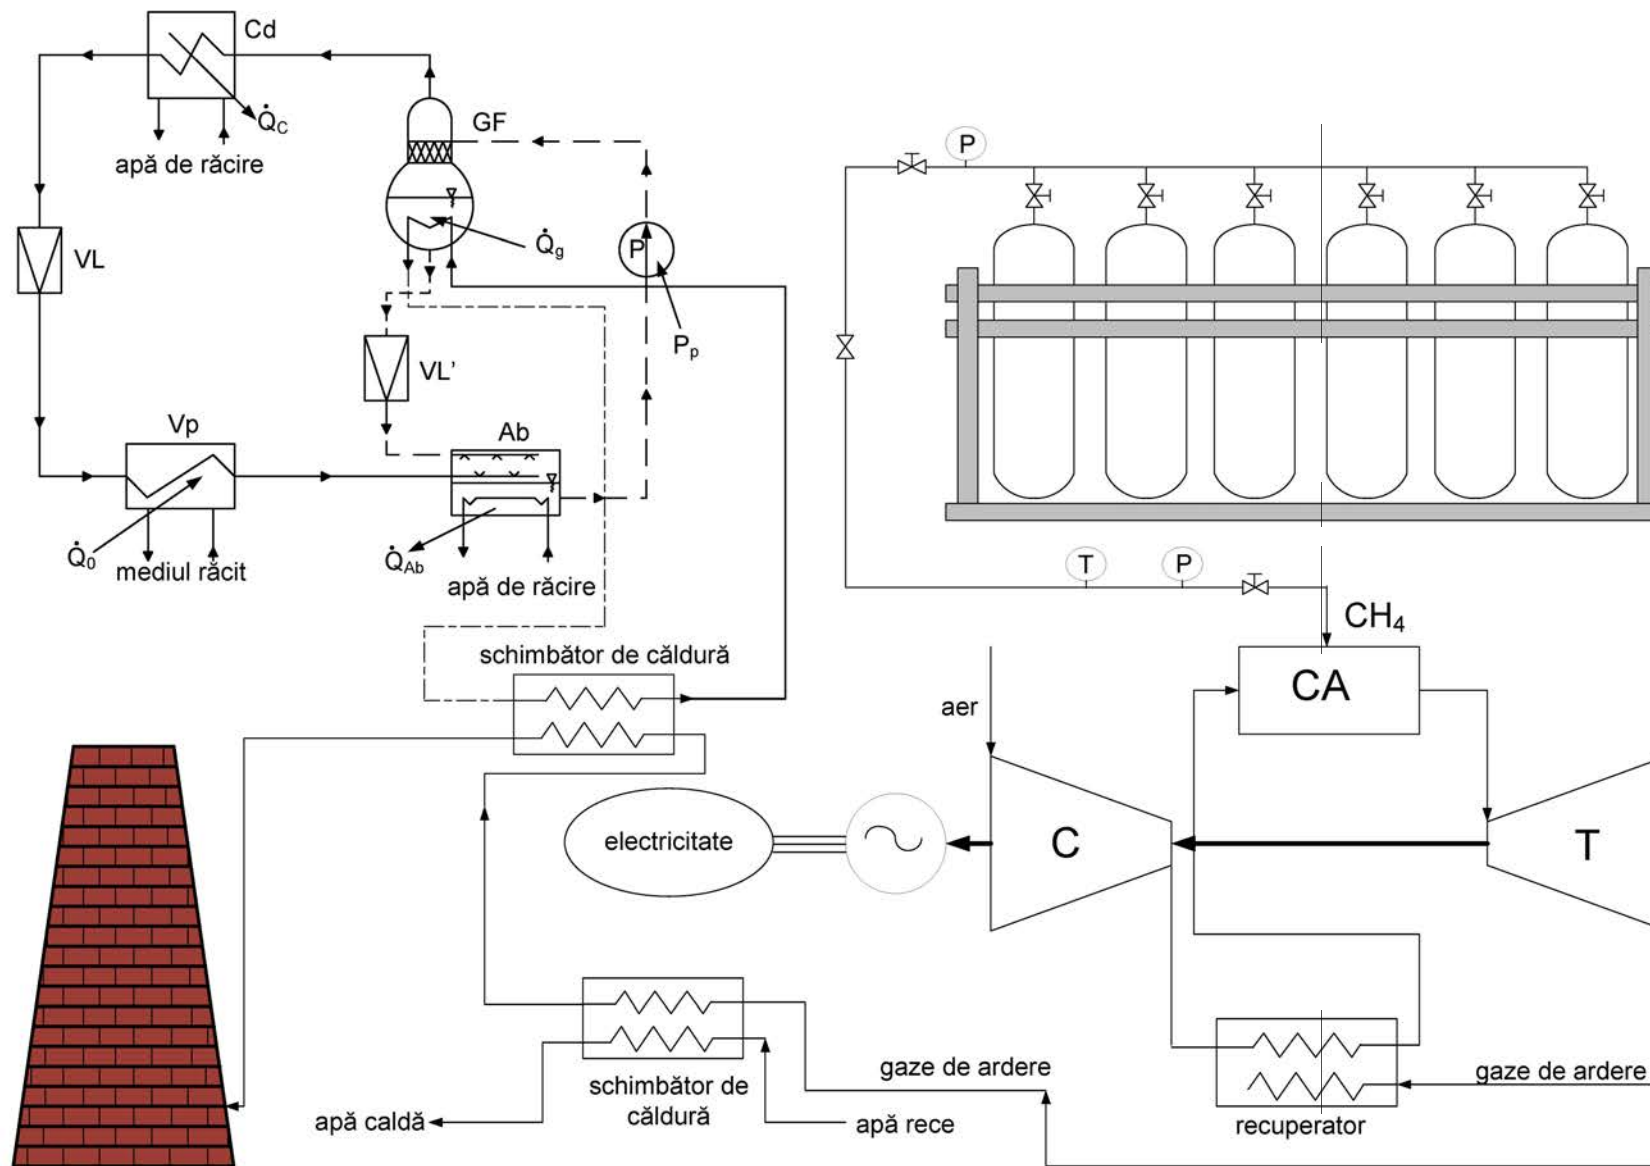 Cd
Q̇C
apă de răcire
GF
P
Q̇g
P
VL
Pp
VL'
Vp
Ab
Q̇0
mediul răcit
Q̇Ab
apă de răcire
T
P
CH4
schimbător de căldură
CA
aer
electricitate
C
T
gaze de ardere
gaze de ardere
schimbător de
căldură
apă caldă
apă rece
recuperator